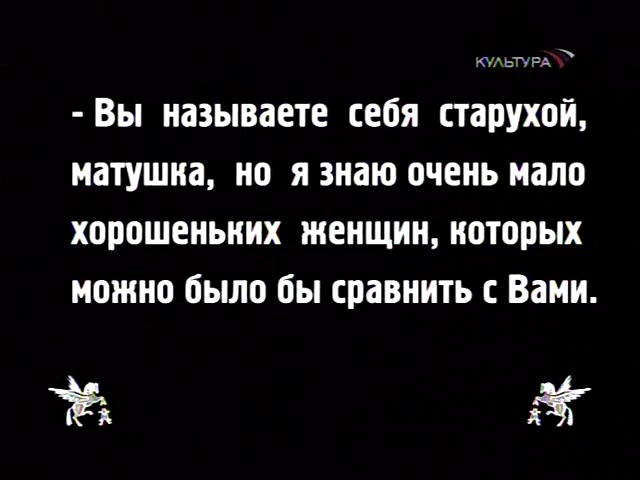 КУЛЬТУРА
- Вы называете себя старухой,
матушка, но я знаю очень мало
хорошеньких женщин, которых
можно было бы сравнить с Вами.